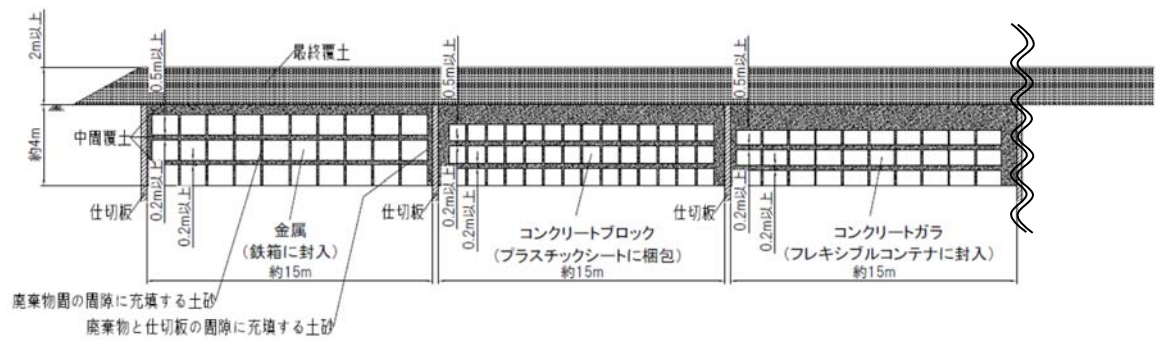 2m以上
最終覆土
0.5m以上
0.5m以上
0.5m以上
約4m
中間覆土
0.2m以上
0.2m以上
0.2m以上
0.2m以上
0.2m以上
0.2m以上
仕切板
仕切板
仕切板
金属
(鉄箱に封入)
約15m
コンクリートブロック
(プラスチックシートに梱包)
約15m
コンクリートガラ
(フレキシブルコンテナに封入)
約15m
廃棄物間の間隙に充填する土砂
廃棄物と仕切板の間隙に充填する土砂